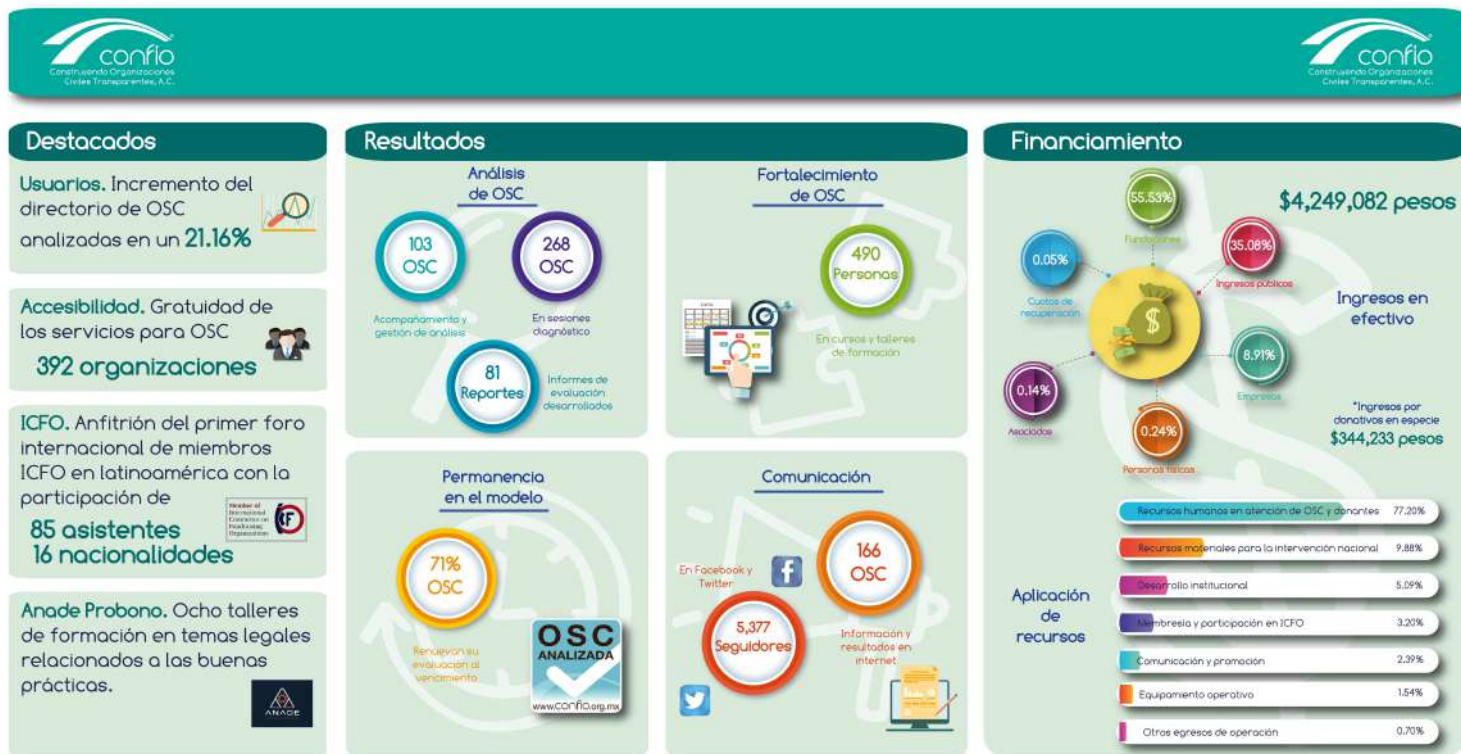 confío
Construyendo Organizaciones
Civiles Transparentes, A.C.
confío
Construyendo Organizaciones
Civiles Transparentes, A.C.
Destacados
Usuarios. Incremento del
directorio de OSC
analizadas en un 21.16%
Accesibilidad. Gratuidad de
los servicios para OSC
392 organizaciones
ICFO. Anfitrión del primer foro
internacional de miembros
ICFO en latinoamérica con la
participación de
85 asistentes
16 nacionalidades
Member of
International
Committee on
Fundraising
Organizations
Anade Probono. Ocho talleres
de formación en temas legales
relacionados a las buenas
prácticas.
ANADE
Resultados
Análisis
de OSC
103
OSC
Acompañamiento y
gestión de análisis
268
OSC
En sesiones
diagnóstico
81
Reportes
Informes de
evaluación
desarrollados
Fortalecimiento
de OSC
490
Personas
En cursos y talleres
de formación
Permanencia
en el modelo
71%
OSC
Renuevan su
evaluación al
vencimiento
OSC
ANALIZADA
www.confio.org.mx
Comunicación
En Facebook y
Twitter
5,377
Seguidores
166
OSC
Información y
resultados en
internet
Financiamiento
$4,249,082 pesos
Ingresos en
efectivo
55.53%
Fundaciones
35.08%
Ingresos públicos
0.05%
Cuotas de
recuperación
8.91%
Empresas
0.14%
Asociados
0.24%
Personas físicas
*Ingresos por
donativos en especie
$344,233 pesos
Aplicación
de
recursos
Recursos humanos en atención de OSC y donantes 77.20%
Recursos materiales para la intervención nacional 9.88%
Desarrollo institucional 5.09%
Membresía y participación en ICFO 3.20%
Comunicación y promoción 2.39%
Equipamiento operativo 1.54%
Otros egresos de operación 0.70%